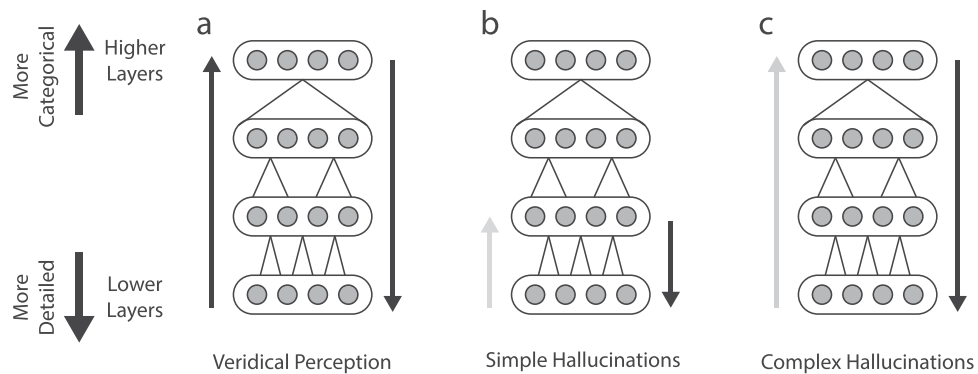 More
Categorical
Higher
Layers
More
Detailed
Lower
Layers
a
b
c
Veridical Perception
Simple Hallucinations
Complex Hallucinations